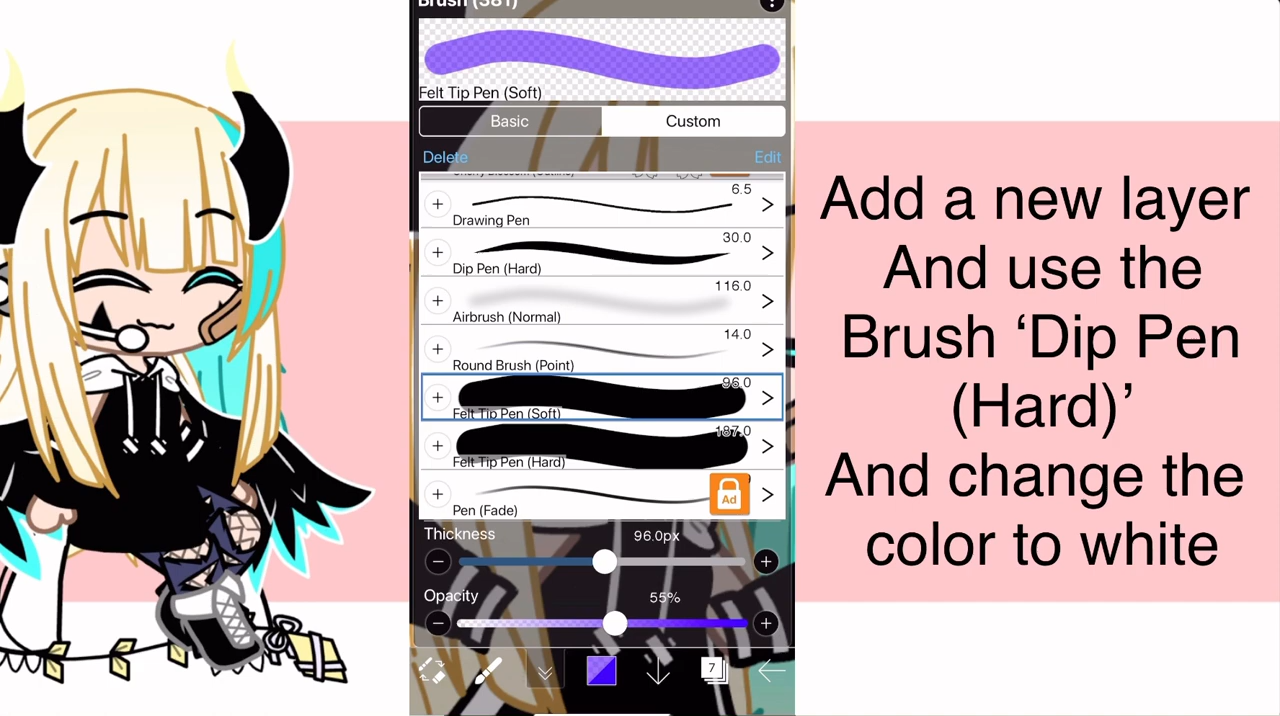 Brush (381)
Felt Tip Pen (Soft)
Basic
Custom
Delete
Edit
6.5
Drawing Pen
30.0
Dip Pen (Hard)
116.0
Airbrush (Normal)
14.0
Round Brush (Point)
96.0
Felt Tip Pen (Soft)
187.0
Felt Tip Pen (Hard)
Ad
Pen (Fade)
Thickness
96.0px
Opacity
55%
7
Add a new layer
And use the
Brush ‘Dip Pen
(Hard)’
And change the
color to white